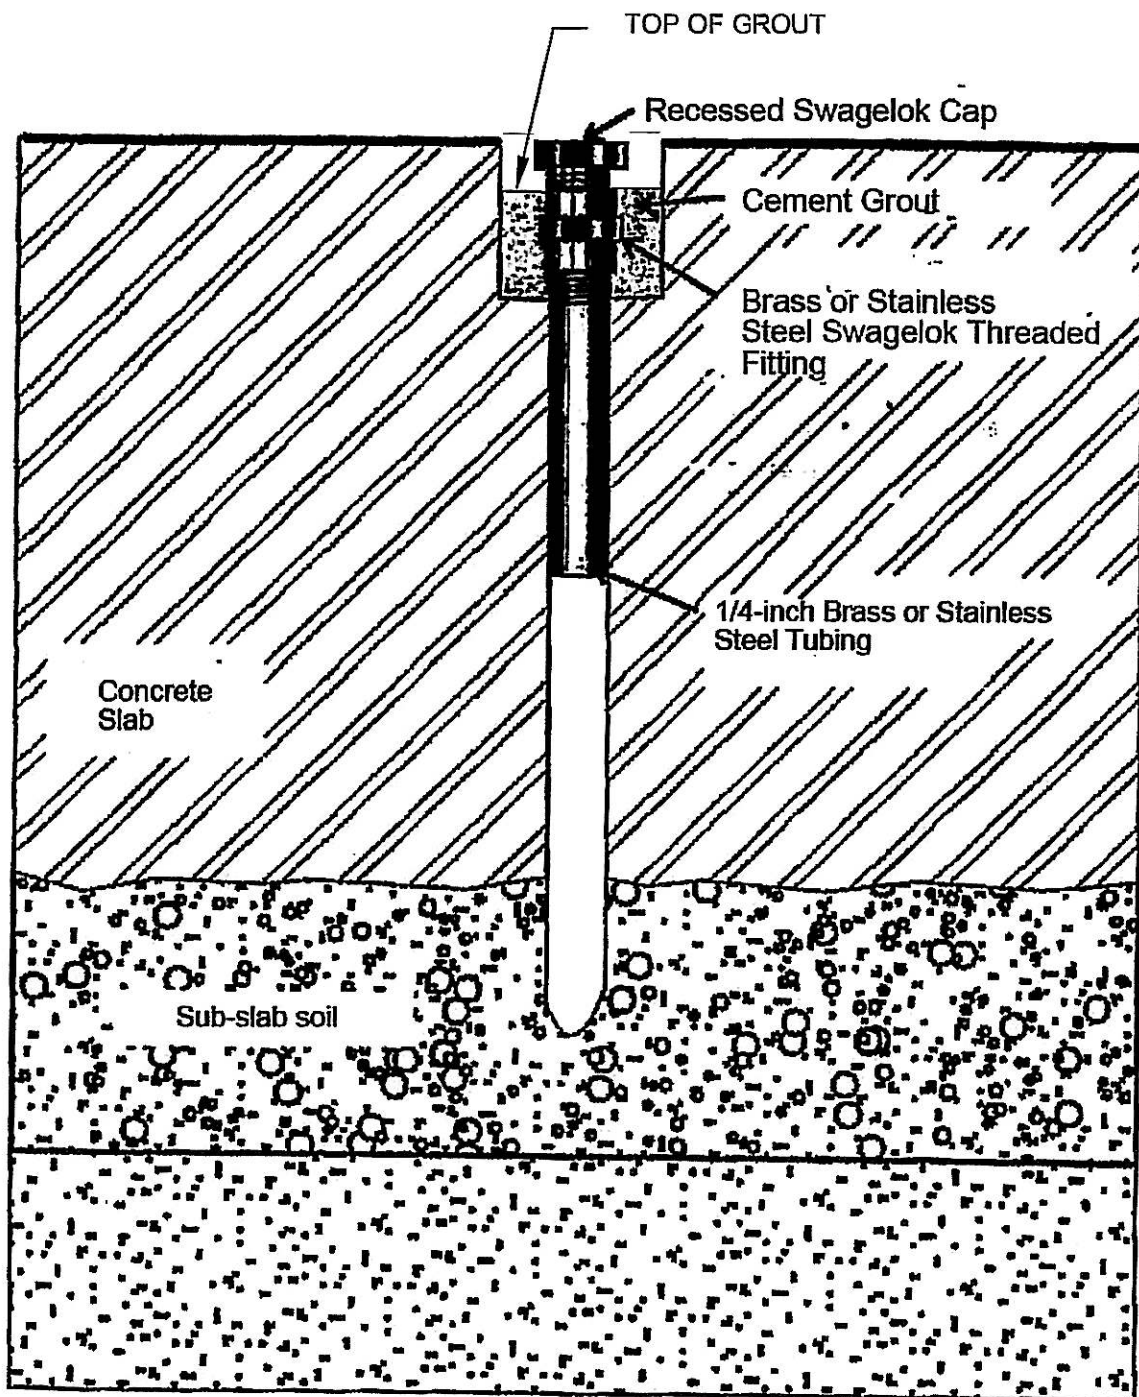 TOP OF GROUT
Recessed Swagelok Cap
Cement Grout
Brass or Stainless
Steel Swagelok Threaded
Fitting
1/4-inch Brass or Stainless
Steel Tubing
Concrete
Slab
Sub-slab soil